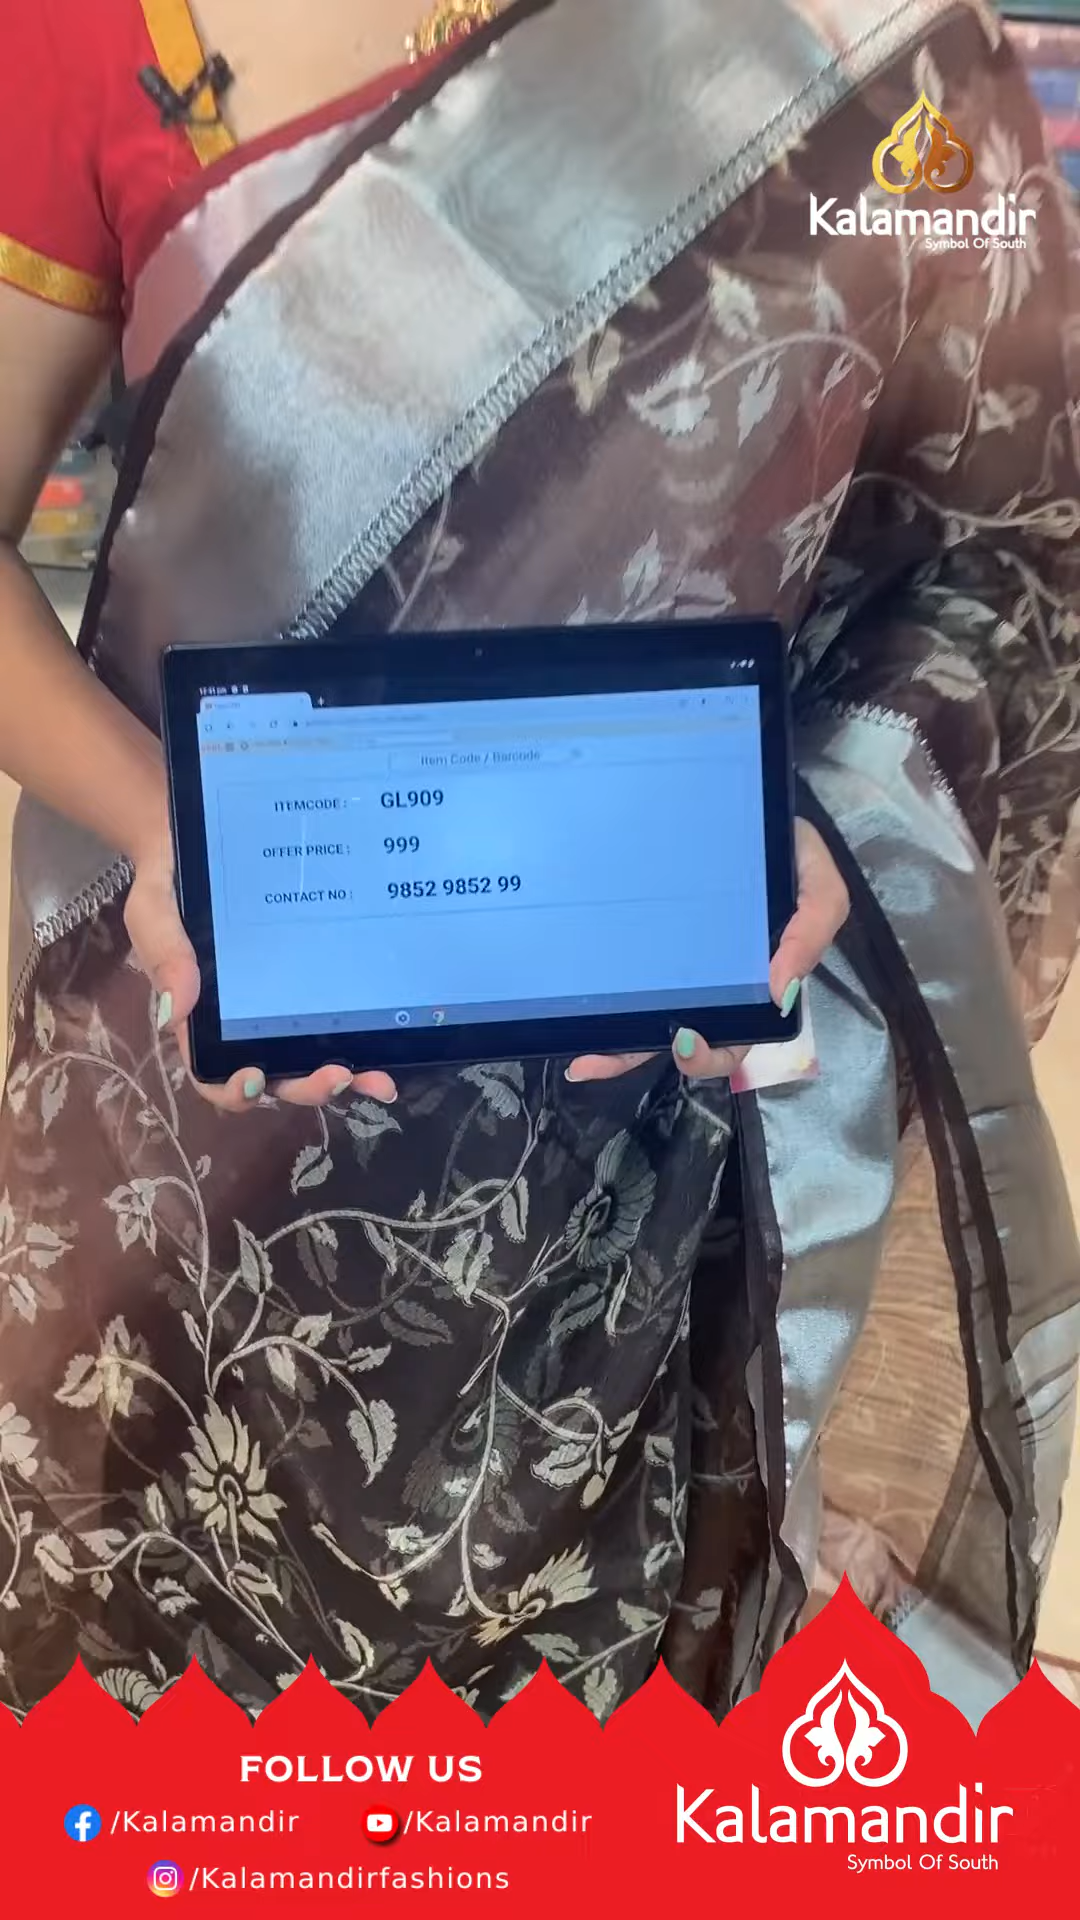 Kalamandir
Symbol Of South
Item Code / Barcode
ITEMCODE : GL909
OFFER PRICE : 999
CONTACT NO : 9852 9852 99
FOLLOW US
/Kalamandir /Kalamandir
/Kalamandirfashions
Kalamandir
Symbol Of South